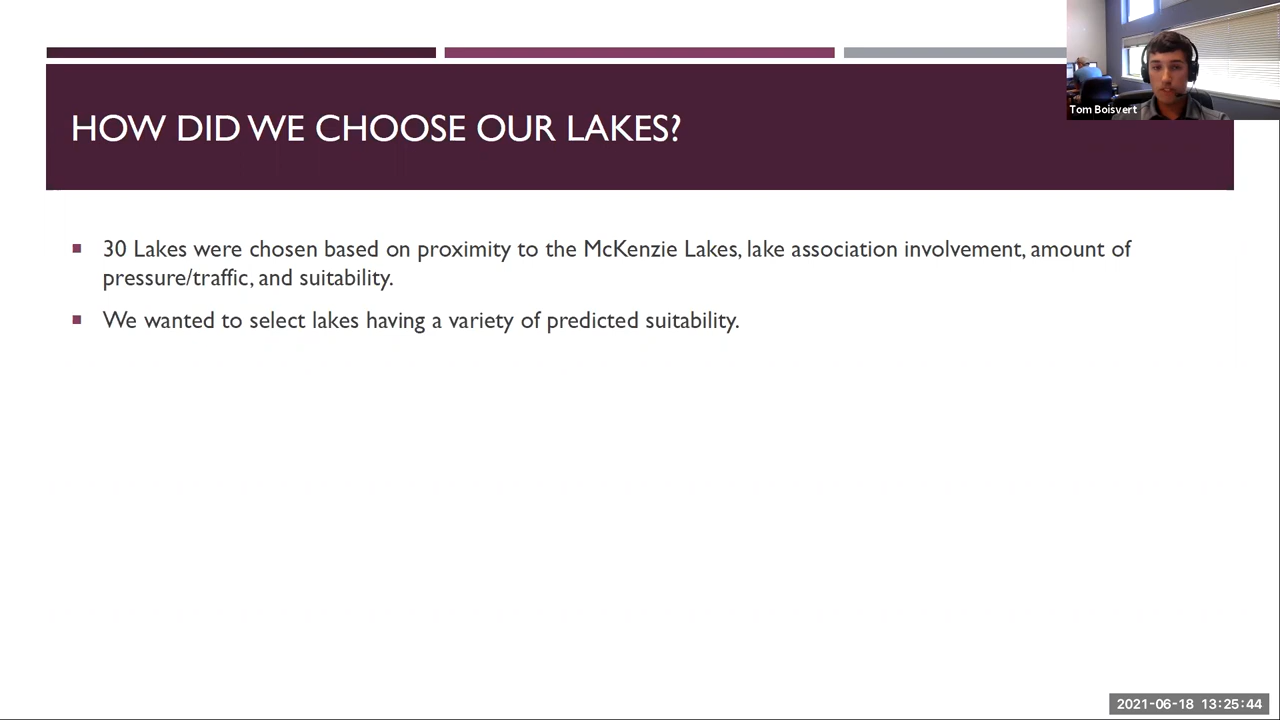 Tom Boisvert
HOW DID WE CHOOSE OUR LAKES?
30 Lakes were chosen based on proximity to the McKenzie Lakes, lake association involvement, amount of
pressure/traffic, and suitability.
We wanted to select lakes having a variety of predicted suitability.
2021-06-18 13:25:44